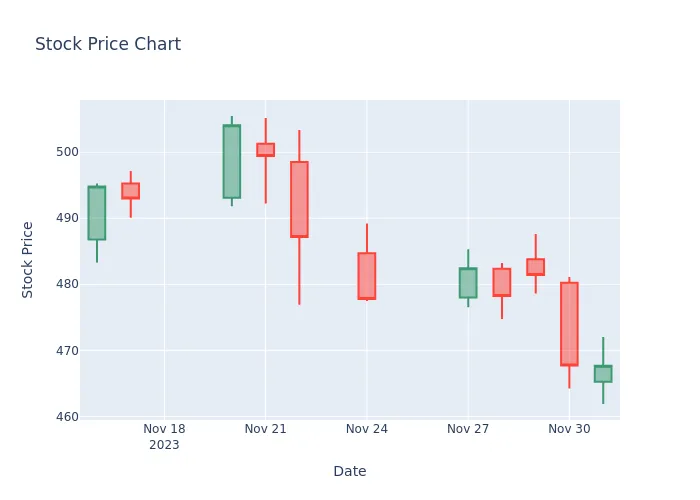 Stock Price Chart
500
490
480
470
460
Stock Price
Nov 18
2023
Nov 21
Nov 24
Nov 27
Nov 30
Date